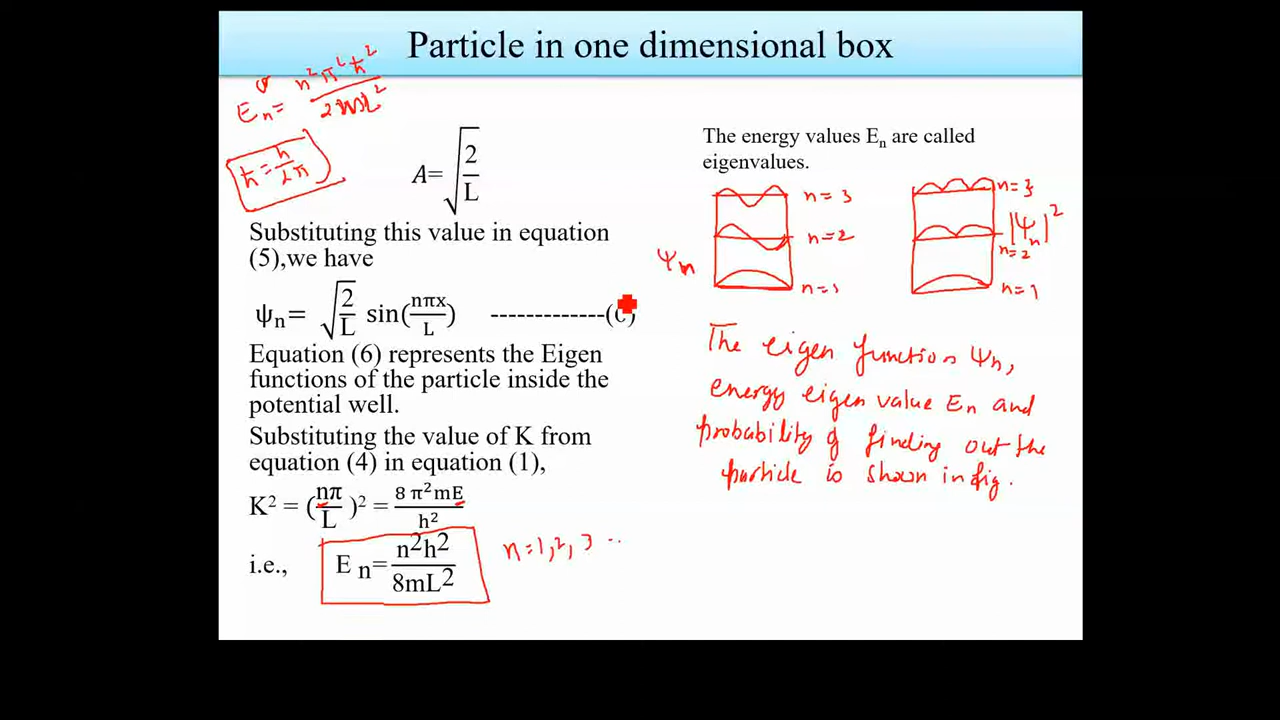 Particle in one dimensional box
Eₙ = n²π²ħ² / 2mL²
ħ = h / 2π
A= √(2/L)
Substituting this value in equation
(5),we have
ψₙ= √(2/L) sin(nπx/L) -------------(6)
Equation (6) represents the Eigen
functions of the particle inside the
potential well.
Substituting the value of K from
equation (4) in equation (1),
K² = (nπ/L)² = 8 π²mE/h²
i.e., E ₙ= n²h²/8mL² n=1,2,3 ..
The energy values Eₙ are called
eigenvalues.
n=3
n=2
n=1
ψₙ
n=3
|ψₙ|²
n=2
n=1
The eigen function ψₙ,
energy eigen value Eₙ and
probability of finding out the
particle is shown in fig.